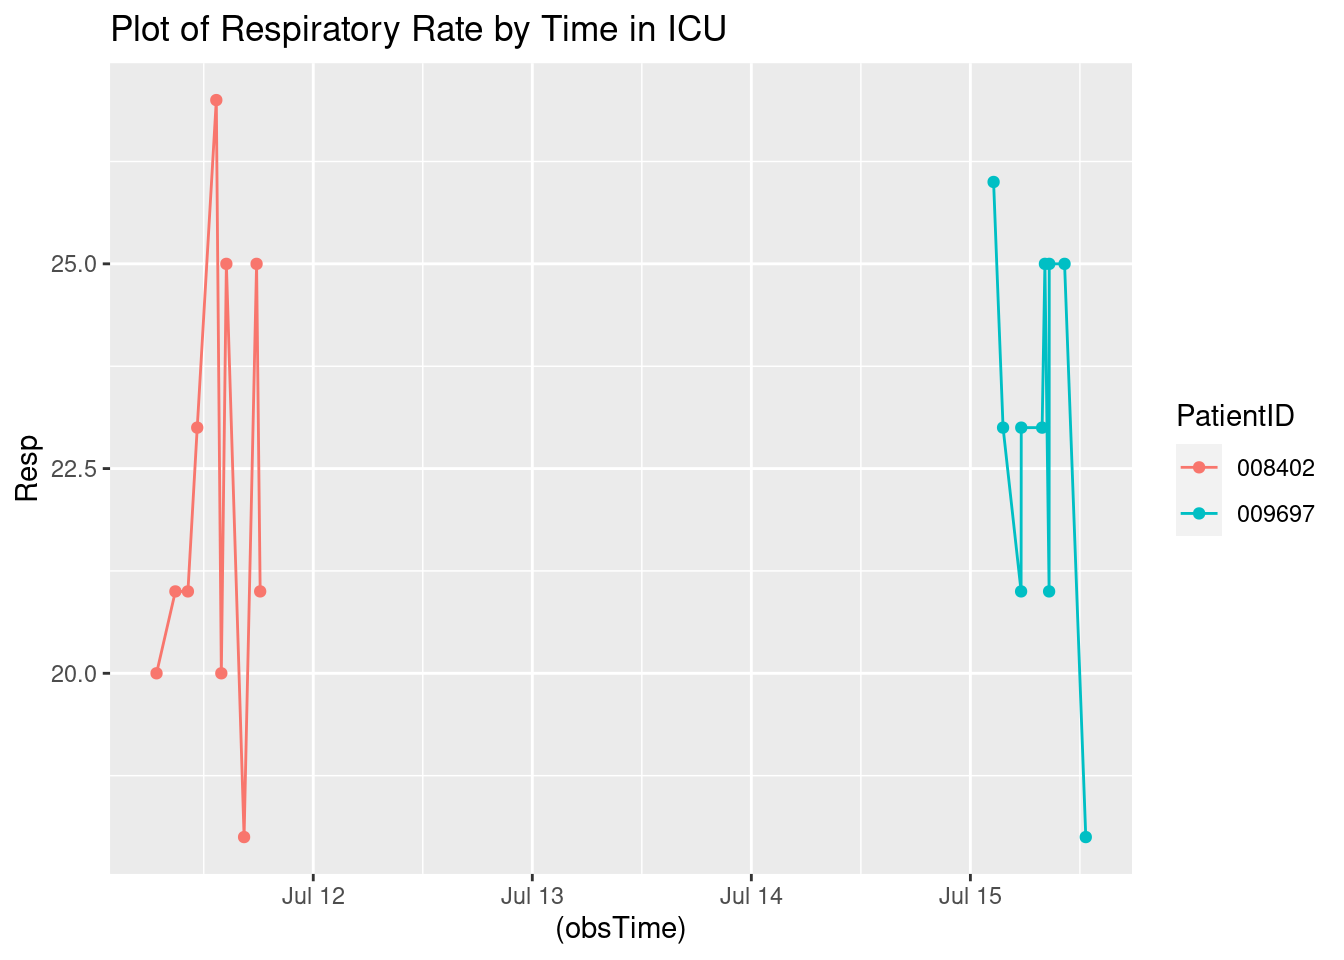 Plot of Respiratory Rate by Time in ICU
Resp
25.0
22.5
20.0
Jul 12
Jul 13
Jul 14
Jul 15
(obsTime)
PatientID
008402
009697